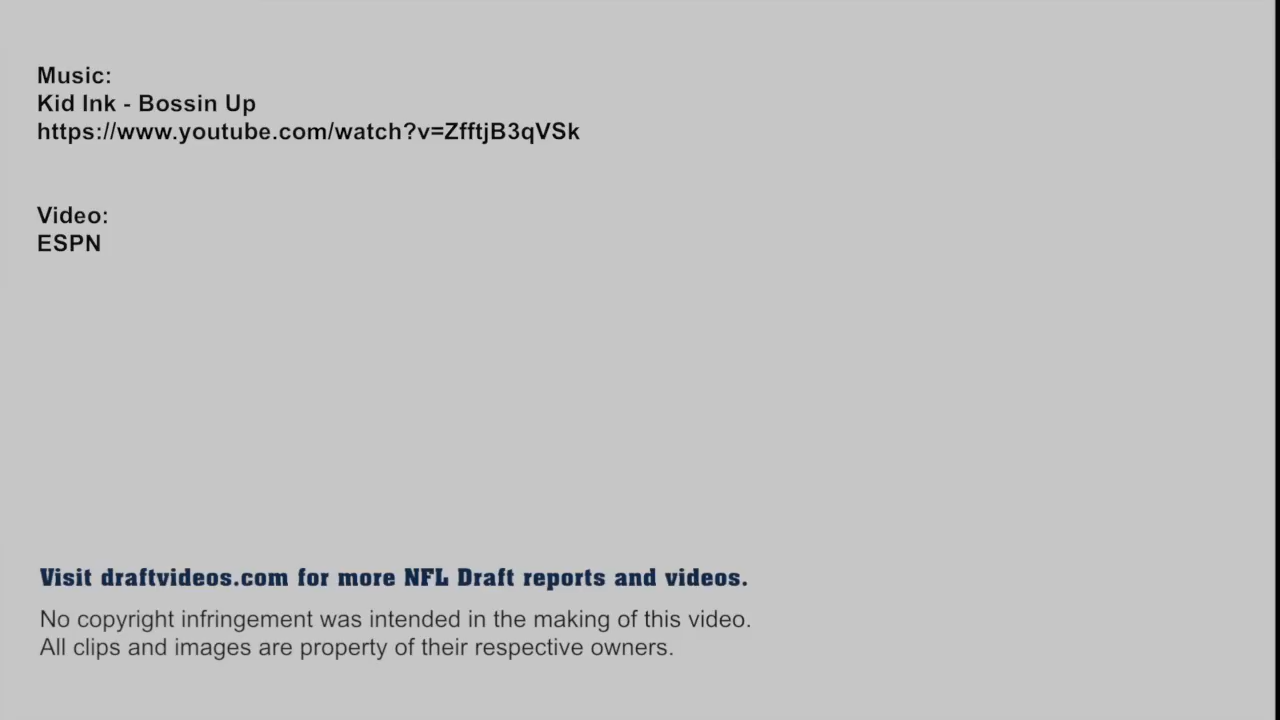 Music:
Kid Ink - Bossin Up
https://www.youtube.com/watch?v=ZfftjB3qVSk
Video:
ESPN
Visit draftvideos.com for more NFL Draft reports and videos.
No copyright infringement was intended in the making of this video.
All clips and images are property of their respective owners.